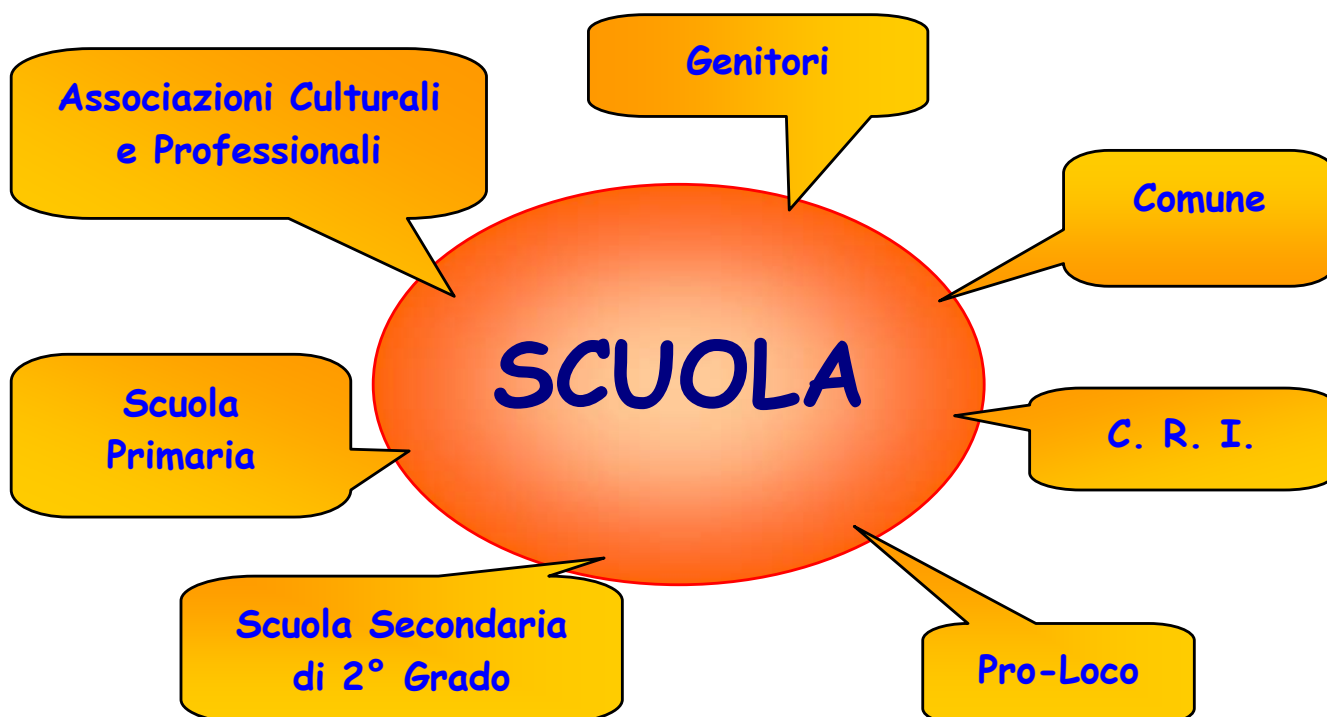 Genitori
Associazioni Culturali
e Professionali
Comune
SCUOLA
Scuola
Primaria
C. R. I.
Scuola Secondaria
di 2° Grado
Pro-Loco